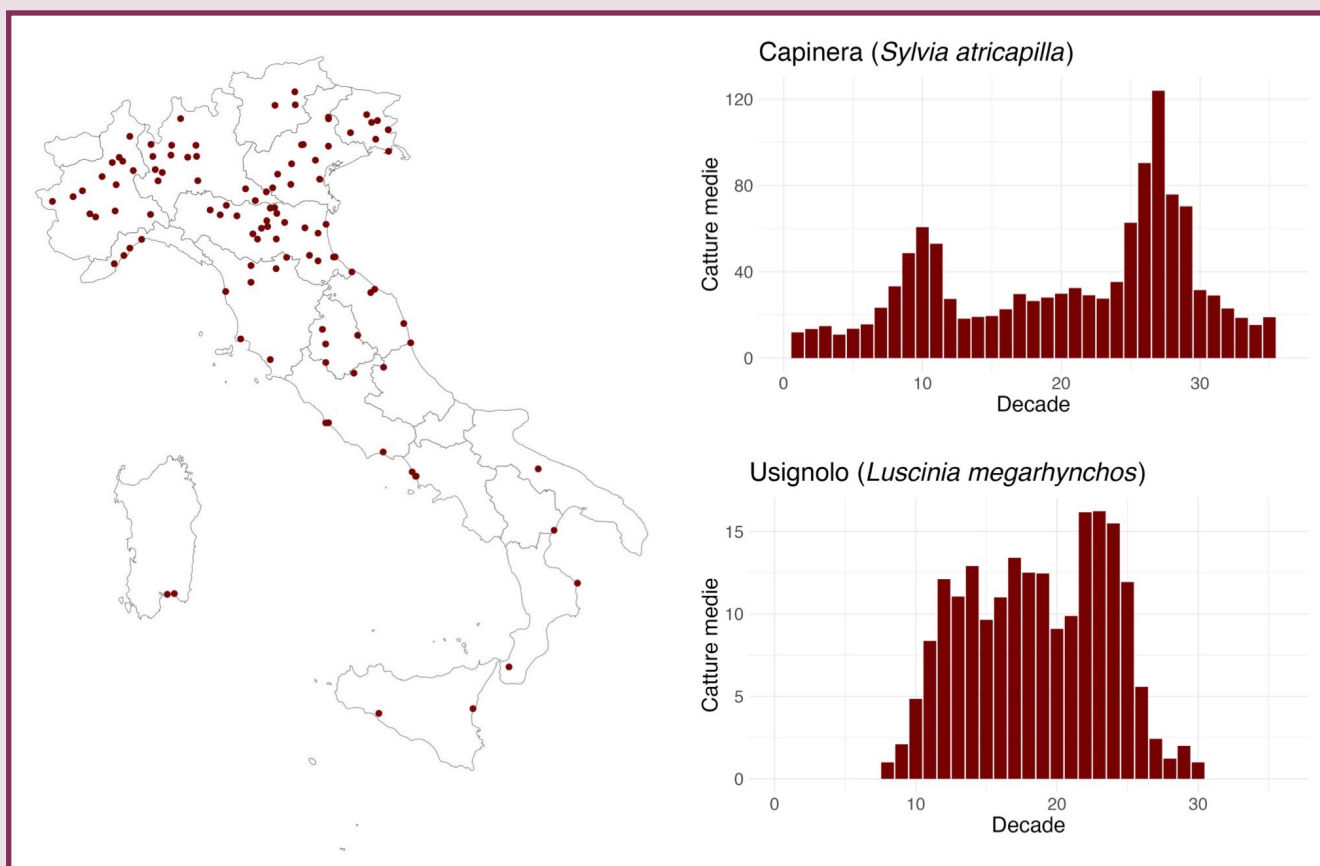 Capinera (Sylvia atricapilla)
120
80
40
0
Catture medie
0 10 20 30
Decade
Usignolo (Luscinia megarhynchos)
15
10
5
0
Catture medie
0 10 20 30
Decade